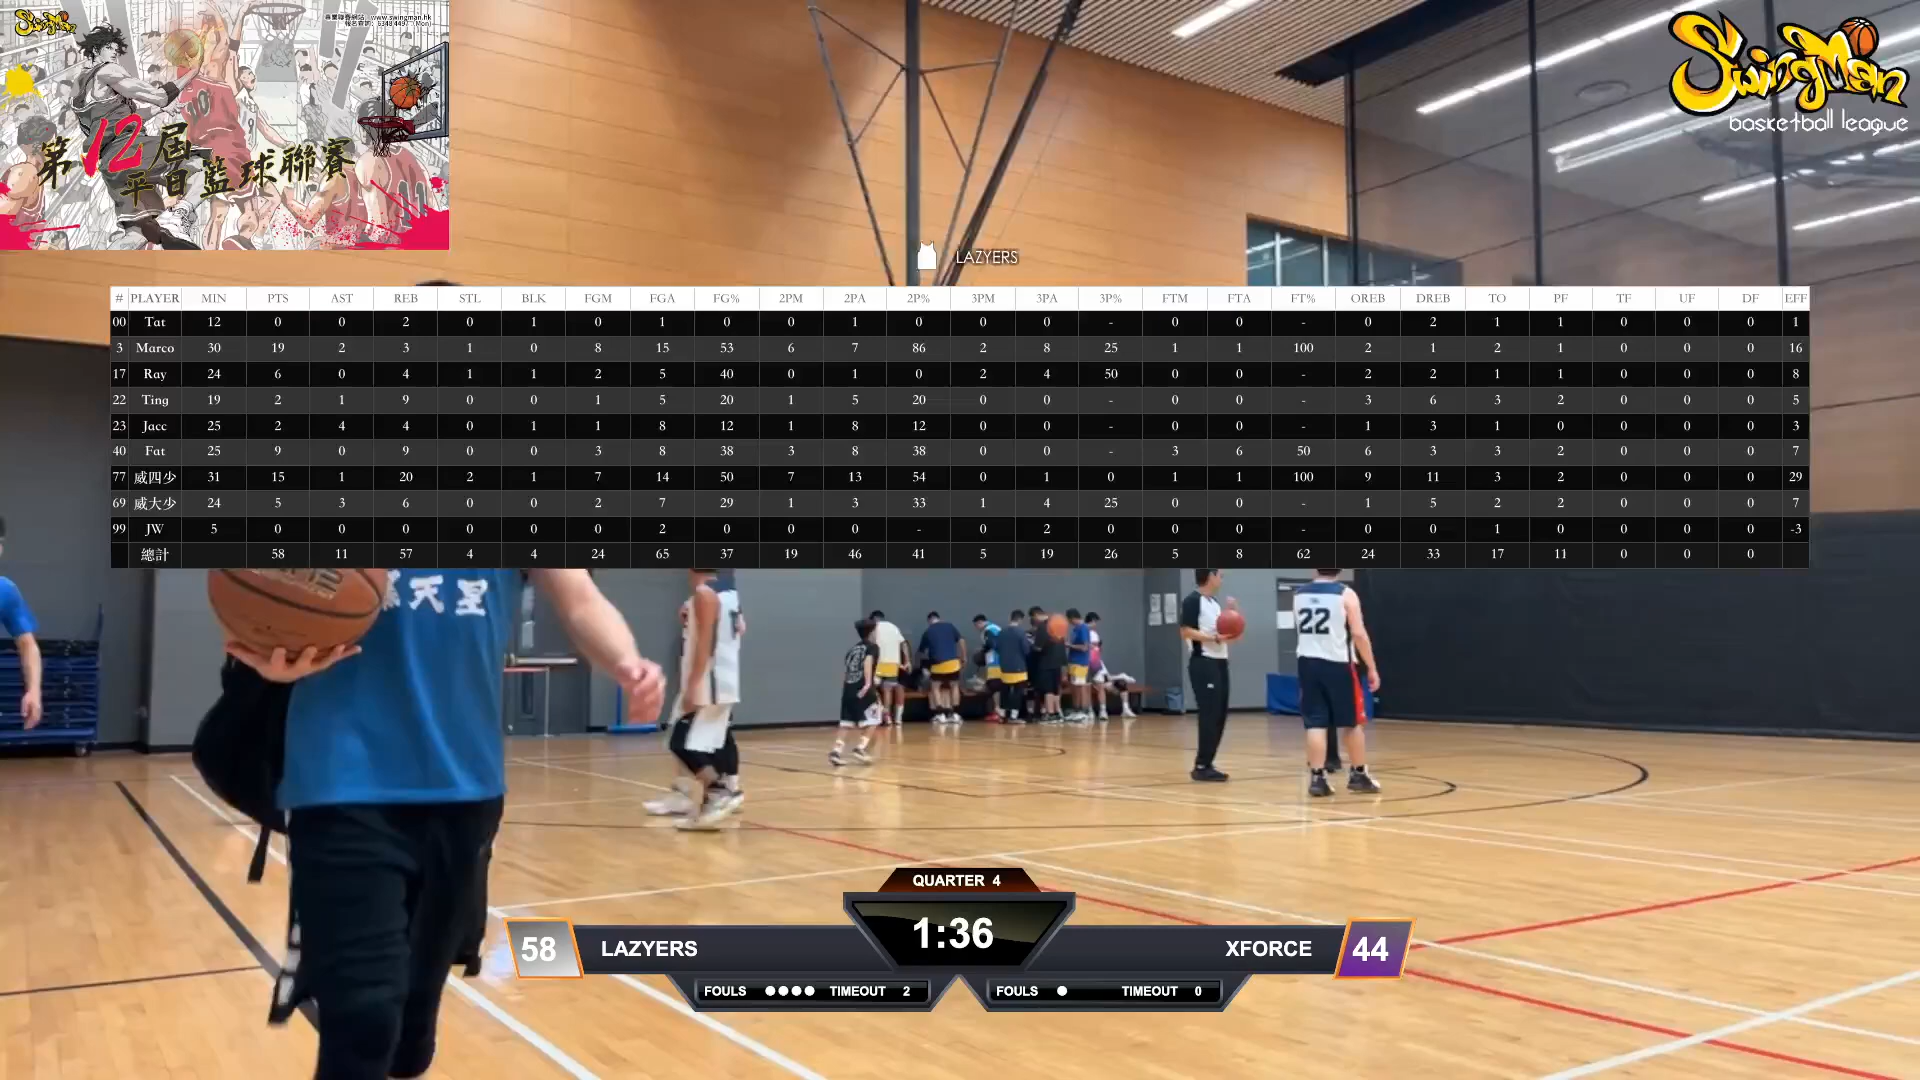 SwingMan
專業聯賽網站：www.swingman.hk
SwingMan
basketball league
第12屆
平日籃球聯賽
LAZYERS
# PLAYER MIN PTS AST REB STL BLK FGM FGA FG% 2PM 2PA 2P% 3PM 3PA 3P% FTM FTA FT% OREB DREB TO PF TF UF DF EFF
00 Tat 12 0 0 2 0 1 0 1 0 0 1 0 0 0 - 0 0 - 0 2 1 1 0 0 0 1
3 Marco 30 19 2 3 1 0 8 15 53 6 7 86 2 8 25 1 1 100 2 1 2 1 0 0 0 16
17 Ray 24 6 0 4 1 1 2 5 40 0 1 0 2 4 50 0 0 - 2 2 1 1 0 0 0 8
22 Ting 19 2 1 9 0 0 1 5 20 1 5 20 0 0 - 0 0 - 3 6 3 2 0 0 0 5
23 Jacc 25 2 4 4 0 1 1 8 12 1 8 12 0 0 - 0 0 - 1 3 1 0 0 0 0 3
40 Fat 25 9 0 9 0 0 3 8 38 3 8 38 0 0 - 3 6 50 6 3 3 2 0 0 0 7
77 威四少 31 15 1 20 2 1 7 14 50 7 13 54 0 1 0 1 1 100 9 11 3 2 0 0 0 29
69 威大少 24 5 3 6 0 0 2 7 29 1 3 33 1 4 25 0 0 - 1 5 2 2 0 0 0 7
99 JW 5 0 0 0 0 0 0 2 0 0 0 - 0 2 0 0 0 - 0 0 1 0 0 0 0 -3
總計 58 11 57 4 4 24 65 37 19 46 41 5 19 26 5 8 62 24 33 17 11 0 0 0
天星
22
QUARTER 4
1:36
58 LAZYERS
XFORCE 44
FOULS TIMEOUT 2
FOULS TIMEOUT 0